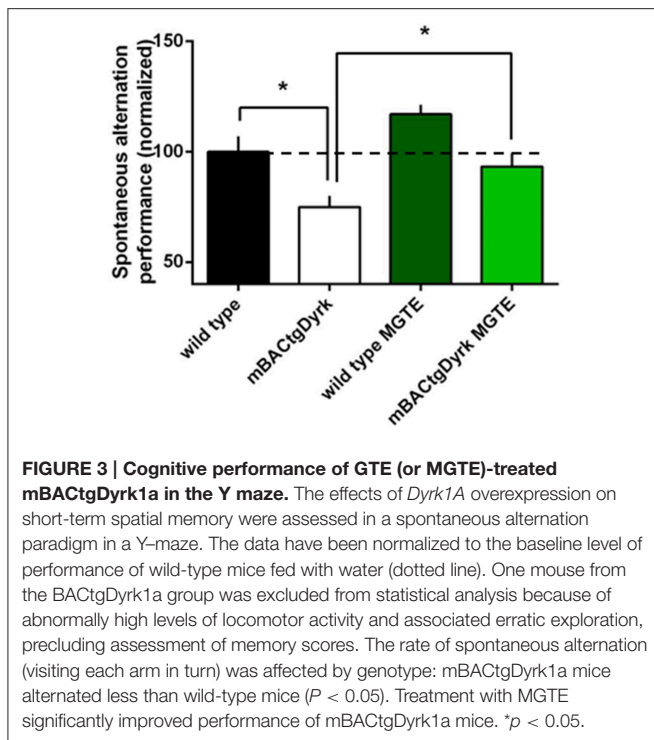 *
*
150
100
50
Spontaneous alternation
performance (normalized)
wild type
mBACtgDyrk
wild type MGTE
mBACtgDyrk MGTE
FIGURE 3 | Cognitive performance of GTE (or MGTE)-treated
mBACtgDyrk1a in the Y maze. The effects of Dyrk1A overexpression on
short-term spatial memory were assessed in a spontaneous alternation
paradigm in a Y–maze. The data have been normalized to the baseline level of
performance of wild-type mice fed with water (dotted line). One mouse from
the BACtgDyrk1a group was excluded from statistical analysis because of
abnormally high levels of locomotor activity and associated erratic exploration,
precluding assessment of memory scores. The rate of spontaneous alternation
(visiting each arm in turn) was affected by genotype: mBACtgDyrk1a mice
alternated less than wild-type mice (P < 0.05). Treatment with MGTE
significantly improved performance of mBACtgDyrk1a mice. *p < 0.05.